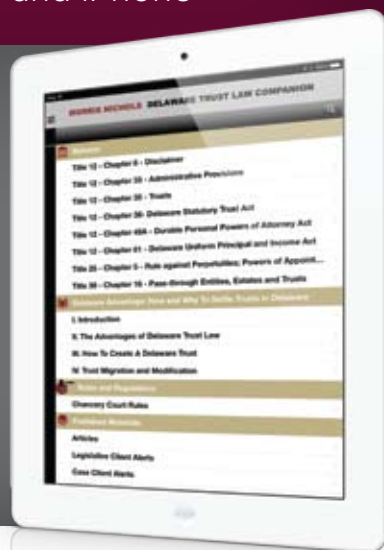 and iPhone
MORRIS NICHOLS DELAWARE TRUST LAW COMPANION
Statutes
Title 12 - Chapter 6 - Disclaimer
Title 12 - Chapter 33 - Administrative Provisions
Title 12 - Chapter 35 - Trusts
Title 12 - Chapter 38- Delaware Statutory Trust Act
Title 12 - Chapter 49A - Durable Personal Powers of Attorney Act
Title 12 - Chapter 61 - Delaware Uniform Principal and Income Act
Title 25 - Chapter 5 - Rule against Perpetuities; Powers of Appoint...
Title 30 - Chapter 16 - Pass-through Entities, Estates and Trusts
Delaware Advantage: How and Why To Settle Trusts in Delaware
I. Introduction
II. The Advantages of Delaware Trust Law
III. How To Create A Delaware Trust
IV. Trust Migration and Modification
Rules and Regulations
Chancery Court Rules
Published Materials
Articles
Legislative Client Alerts
Case Client Alerts